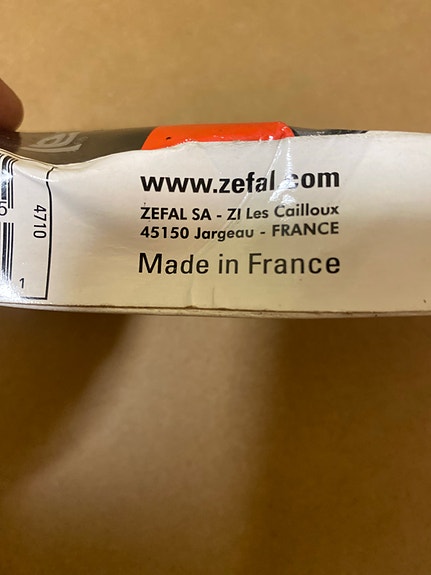 www.zefal.com
ZEFAL SA - ZI Les Cailloux
45150 Jargeau - FRANCE
Made in France
4710
1